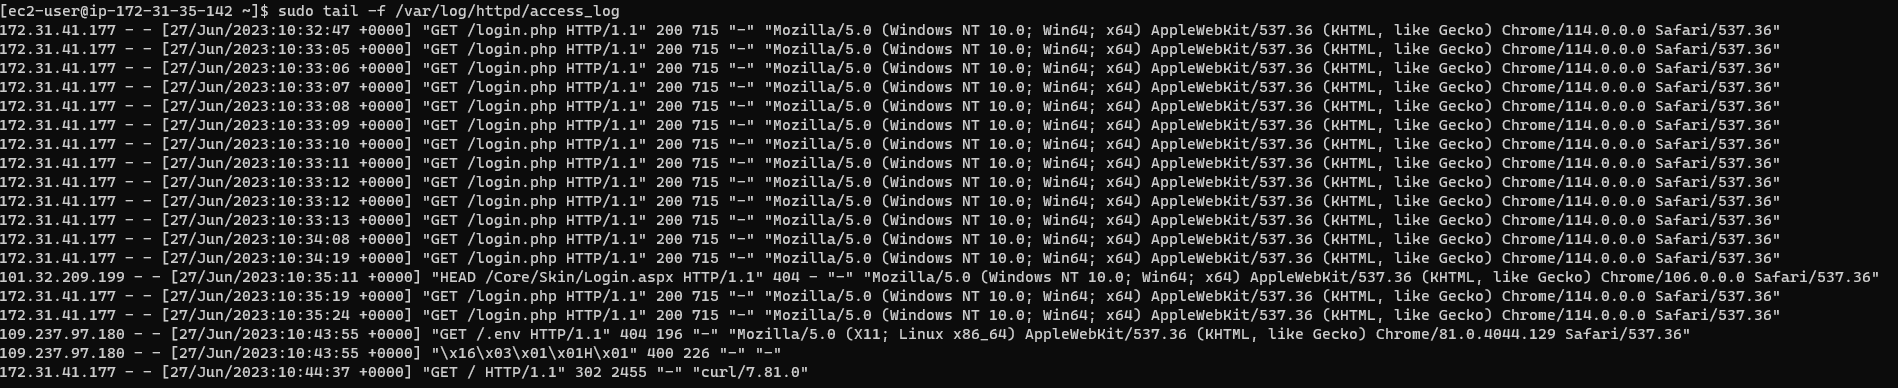 [ec2-user@ip-172-31-35-142 ~]$ sudo tail -f /var/log/httpd/access_log
172.31.41.177 - - [27/Jun/2023:10:32:47 +0000] "GET /login.php HTTP/1.1" 200 715 "-" "Mozilla/5.0 (Windows NT 10.0; Win64; x64) AppleWebKit/537.36 (KHTML, like Gecko) Chrome/114.0.0.0 Safari/537.36"
172.31.41.177 - - [27/Jun/2023:10:33:05 +0000] "GET /login.php HTTP/1.1" 200 715 "-" "Mozilla/5.0 (Windows NT 10.0; Win64; x64) AppleWebKit/537.36 (KHTML, like Gecko) Chrome/114.0.0.0 Safari/537.36"
172.31.41.177 - - [27/Jun/2023:10:33:06 +0000] "GET /login.php HTTP/1.1" 200 715 "-" "Mozilla/5.0 (Windows NT 10.0; Win64; x64) AppleWebKit/537.36 (KHTML, like Gecko) Chrome/114.0.0.0 Safari/537.36"
172.31.41.177 - - [27/Jun/2023:10:33:07 +0000] "GET /login.php HTTP/1.1" 200 715 "-" "Mozilla/5.0 (Windows NT 10.0; Win64; x64) AppleWebKit/537.36 (KHTML, like Gecko) Chrome/114.0.0.0 Safari/537.36"
172.31.41.177 - - [27/Jun/2023:10:33:08 +0000] "GET /login.php HTTP/1.1" 200 715 "-" "Mozilla/5.0 (Windows NT 10.0; Win64; x64) AppleWebKit/537.36 (KHTML, like Gecko) Chrome/114.0.0.0 Safari/537.36"
172.31.41.177 - - [27/Jun/2023:10:33:09 +0000] "GET /login.php HTTP/1.1" 200 715 "-" "Mozilla/5.0 (Windows NT 10.0; Win64; x64) AppleWebKit/537.36 (KHTML, like Gecko) Chrome/114.0.0.0 Safari/537.36"
172.31.41.177 - - [27/Jun/2023:10:33:10 +0000] "GET /login.php HTTP/1.1" 200 715 "-" "Mozilla/5.0 (Windows NT 10.0; Win64; x64) AppleWebKit/537.36 (KHTML, like Gecko) Chrome/114.0.0.0 Safari/537.36"
172.31.41.177 - - [27/Jun/2023:10:33:11 +0000] "GET /login.php HTTP/1.1" 200 715 "-" "Mozilla/5.0 (Windows NT 10.0; Win64; x64) AppleWebKit/537.36 (KHTML, like Gecko) Chrome/114.0.0.0 Safari/537.36"
172.31.41.177 - - [27/Jun/2023:10:33:12 +0000] "GET /login.php HTTP/1.1" 200 715 "-" "Mozilla/5.0 (Windows NT 10.0; Win64; x64) AppleWebKit/537.36 (KHTML, like Gecko) Chrome/114.0.0.0 Safari/537.36"
172.31.41.177 - - [27/Jun/2023:10:33:12 +0000] "GET /login.php HTTP/1.1" 200 715 "-" "Mozilla/5.0 (Windows NT 10.0; Win64; x64) AppleWebKit/537.36 (KHTML, like Gecko) Chrome/114.0.0.0 Safari/537.36"
172.31.41.177 - - [27/Jun/2023:10:33:13 +0000] "GET /login.php HTTP/1.1" 200 715 "-" "Mozilla/5.0 (Windows NT 10.0; Win64; x64) AppleWebKit/537.36 (KHTML, like Gecko) Chrome/114.0.0.0 Safari/537.36"
172.31.41.177 - - [27/Jun/2023:10:34:08 +0000] "GET /login.php HTTP/1.1" 200 715 "-" "Mozilla/5.0 (Windows NT 10.0; Win64; x64) AppleWebKit/537.36 (KHTML, like Gecko) Chrome/114.0.0.0 Safari/537.36"
172.31.41.177 - - [27/Jun/2023:10:34:19 +0000] "GET /login.php HTTP/1.1" 200 715 "-" "Mozilla/5.0 (Windows NT 10.0; Win64; x64) AppleWebKit/537.36 (KHTML, like Gecko) Chrome/114.0.0.0 Safari/537.36"
101.32.209.199 - - [27/Jun/2023:10:35:11 +0000] "HEAD /Core/Skin/Login.aspx HTTP/1.1" 404 - "-" "Mozilla/5.0 (Windows NT 10.0; Win64; x64) AppleWebKit/537.36 (KHTML, like Gecko) Chrome/106.0.0.0 Safari/537.36"
172.31.41.177 - - [27/Jun/2023:10:35:19 +0000] "GET /login.php HTTP/1.1" 200 715 "-" "Mozilla/5.0 (Windows NT 10.0; Win64; x64) AppleWebKit/537.36 (KHTML, like Gecko) Chrome/114.0.0.0 Safari/537.36"
172.31.41.177 - - [27/Jun/2023:10:35:24 +0000] "GET /login.php HTTP/1.1" 200 715 "-" "Mozilla/5.0 (Windows NT 10.0; Win64; x64) AppleWebKit/537.36 (KHTML, like Gecko) Chrome/114.0.0.0 Safari/537.36"
109.237.97.180 - - [27/Jun/2023:10:43:55 +0000] "GET /.env HTTP/1.1" 404 196 "-" "Mozilla/5.0 (X11; Linux x86_64) AppleWebKit/537.36 (KHTML, like Gecko) Chrome/81.0.4044.129 Safari/537.36"
109.237.97.180 - - [27/Jun/2023:10:43:55 +0000] "\x16\x03\x01\x01H\x01" 400 226 "-" "-"
172.31.41.177 - - [27/Jun/2023:10:44:37 +0000] "GET / HTTP/1.1" 302 2455 "-" "curl/7.81.0"